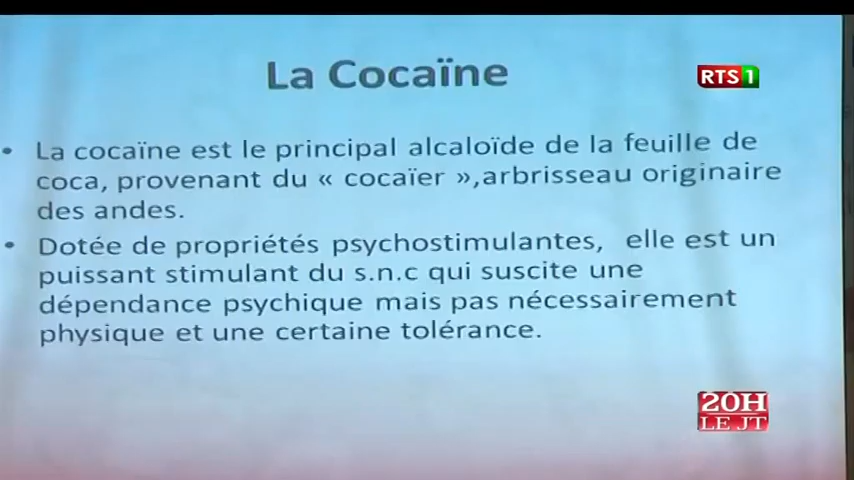 La Cocaïne
RTS 1
• La cocaïne est le principal alcaloïde de la feuille de
coca, provenant du « cocaïer »,arbrisseau originaire
des andes.
• Dotée de propriétés psychostimulantes, elle est un
puissant stimulant du s.n.c qui suscite une
dépendance psychique mais pas nécessairement
physique et une certaine tolérance.
20H
LE JT